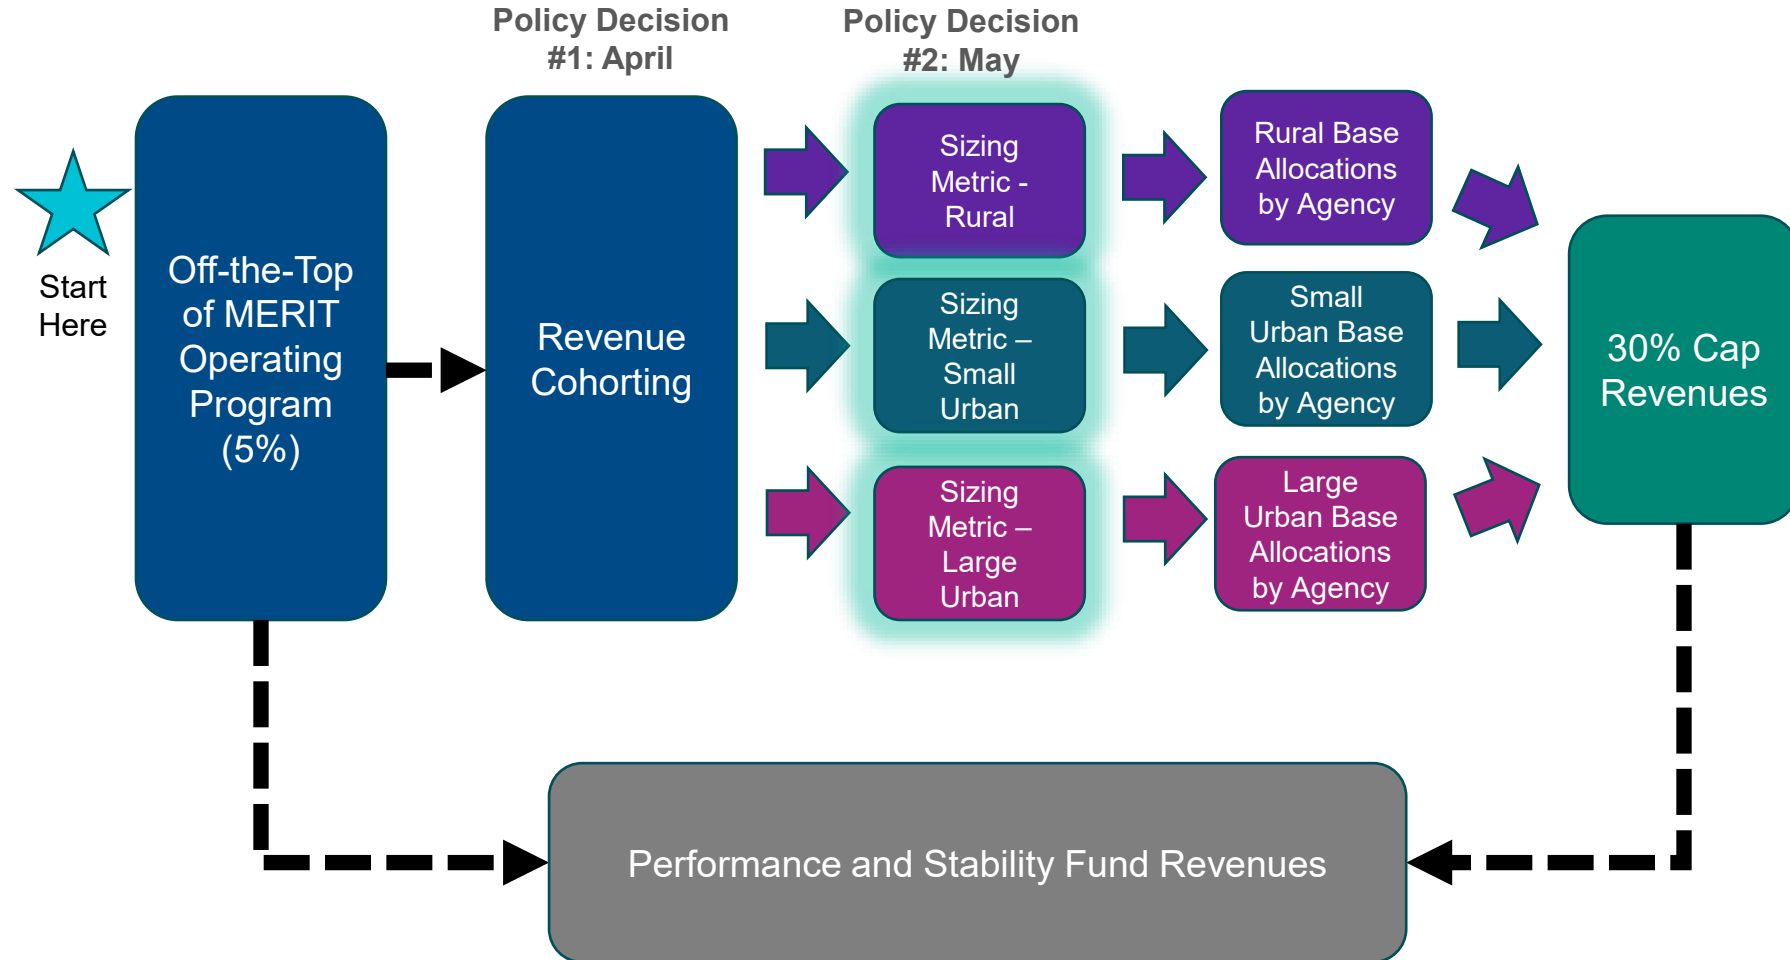 Policy Decision
#1: April
Policy Decision
#2: May
Start
Here
Off-the-Top
of MERIT
Operating
Program
(5%)
Revenue
Cohorting
Sizing
Metric -
Rural
Sizing
Metric –
Small
Urban
Sizing
Metric –
Large
Urban
Rural Base
Allocations
by Agency
Small
Urban Base
Allocations
by Agency
Large
Urban Base
Allocations
by Agency
30% Cap
Revenues
Performance and Stability Fund Revenues